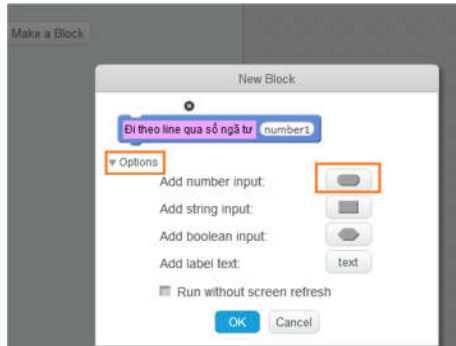 Make a Block
New Block
Đi theo line qua số ngã tư number1
Options
Add number input:
Add string input:
Add boolean input:
Add label text: text
Run without screen refresh
OK Cancel